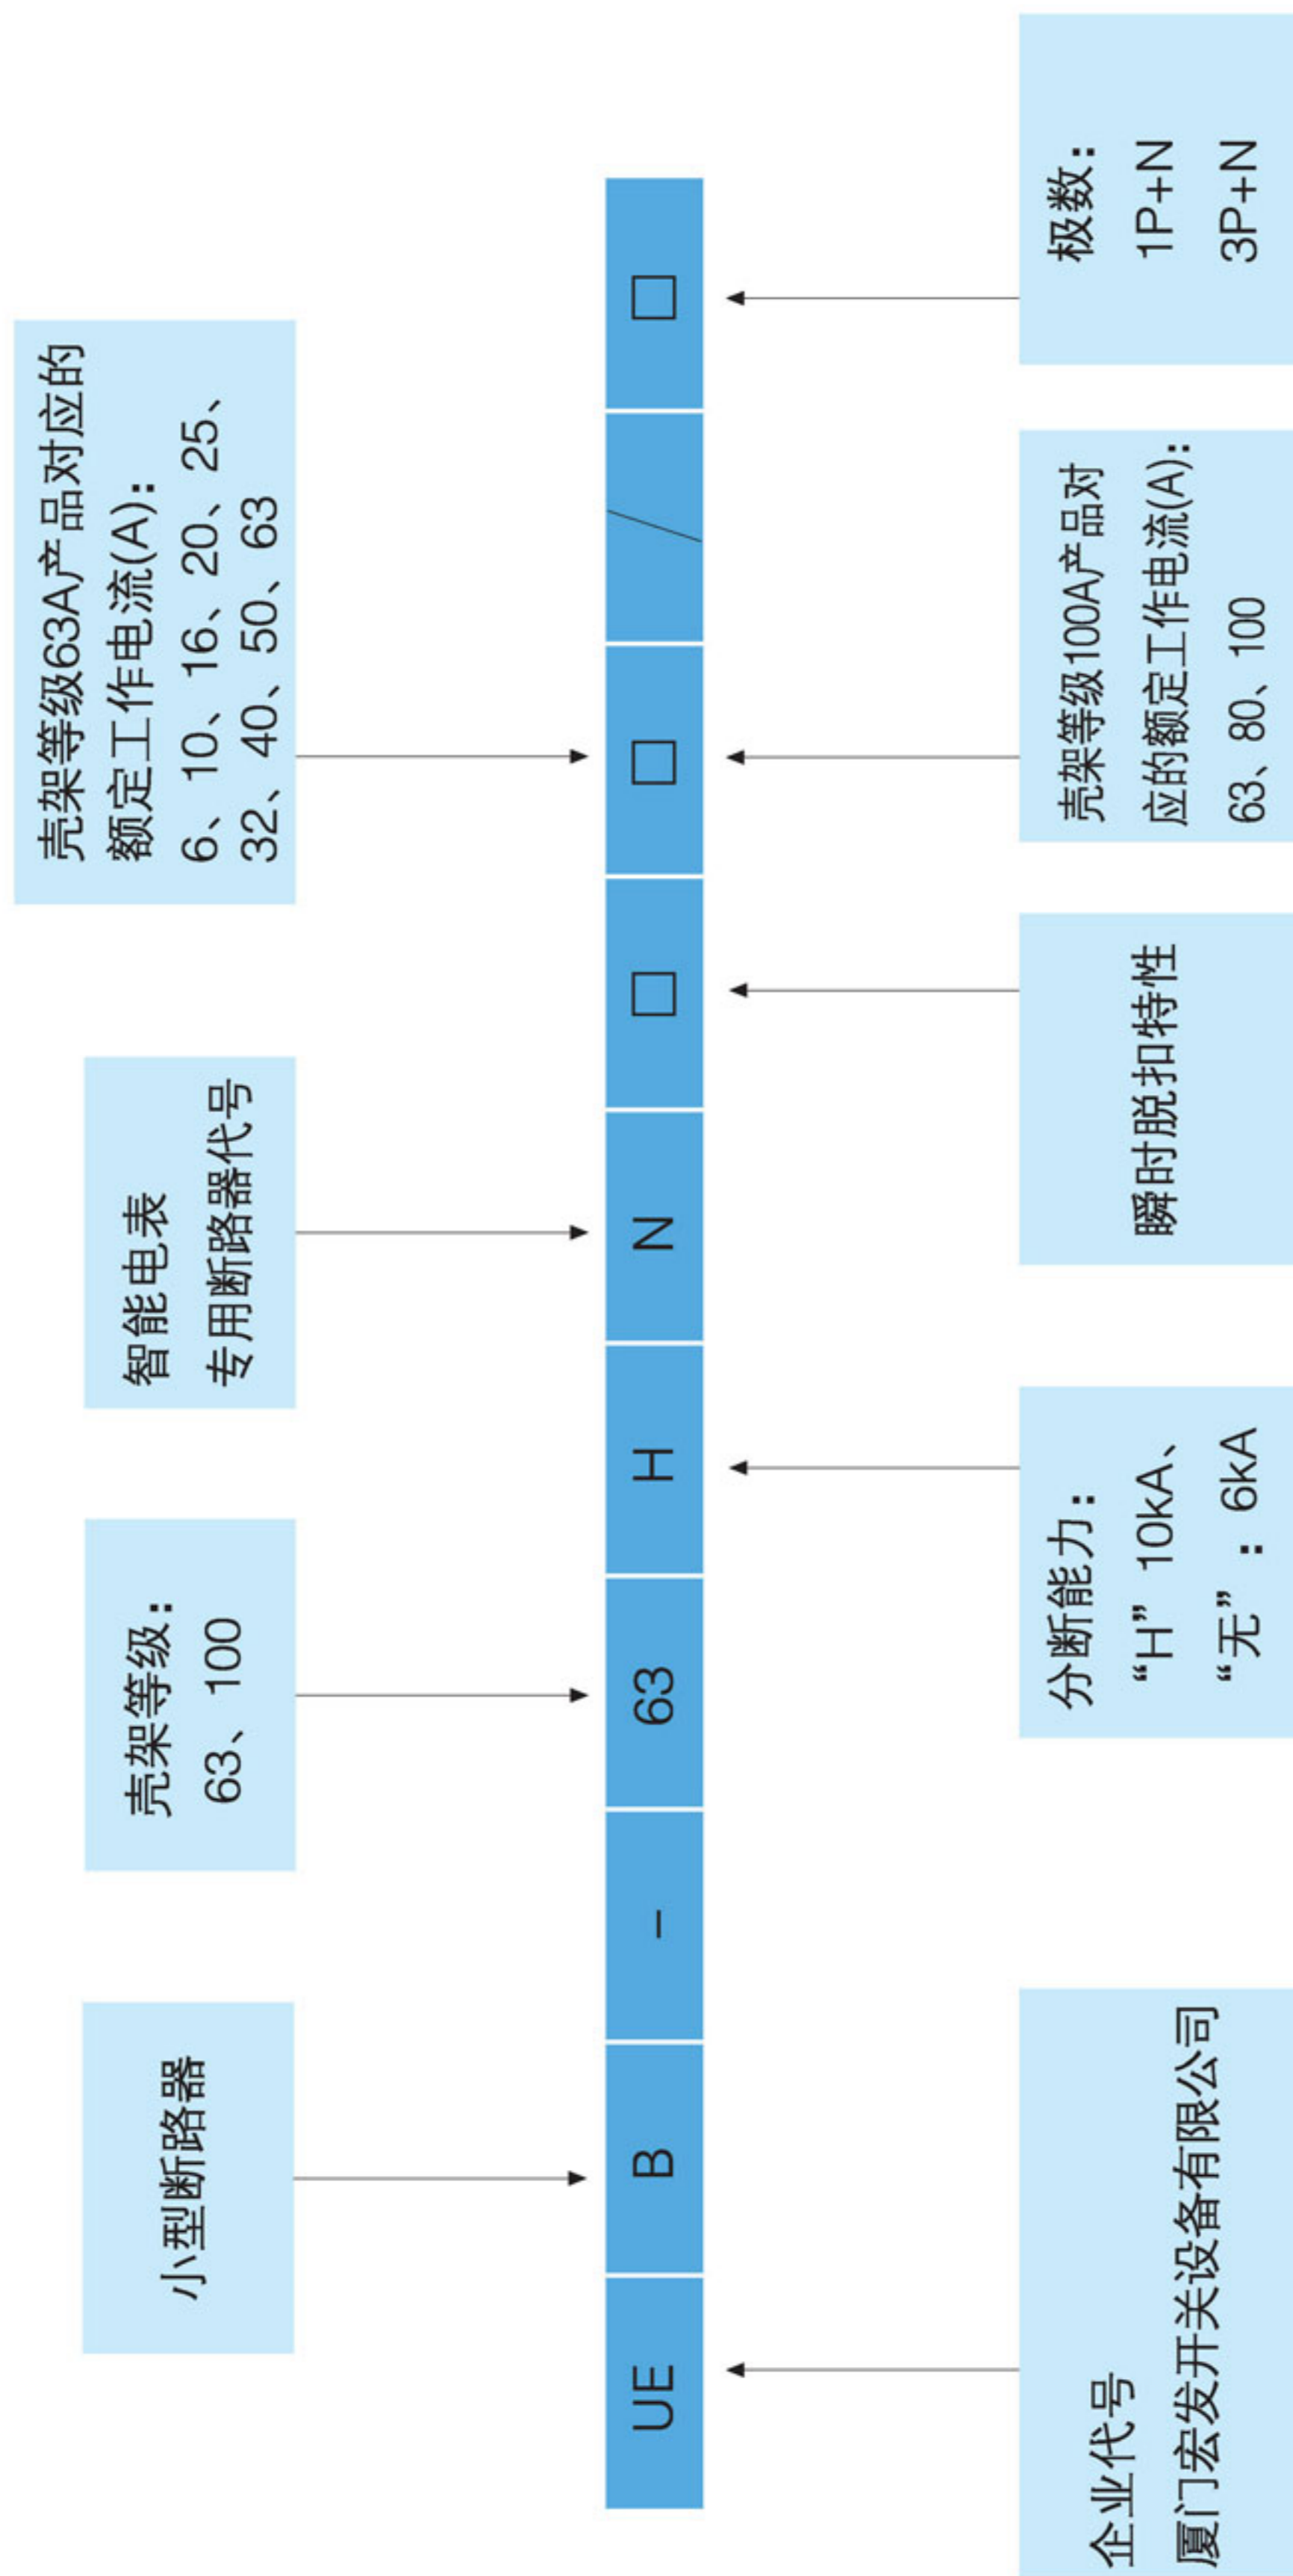 小型断路器
壳架等级：
63、100
智能电表
专用断路器代号
壳架等级63A产品对应的
额定工作电流(A)：
6、10、16、20、25、
32、40、50、63
UE B - 63 H N □ □ / □
企业代号
厦门宏发开关设备有限公司
分断能力：
“H” 10kA、
“无”：6kA
瞬时脱扣特性
壳架等级100A产品对
应的额定工作电流(A)：
63、80、100
极数：
1P+N
3P+N